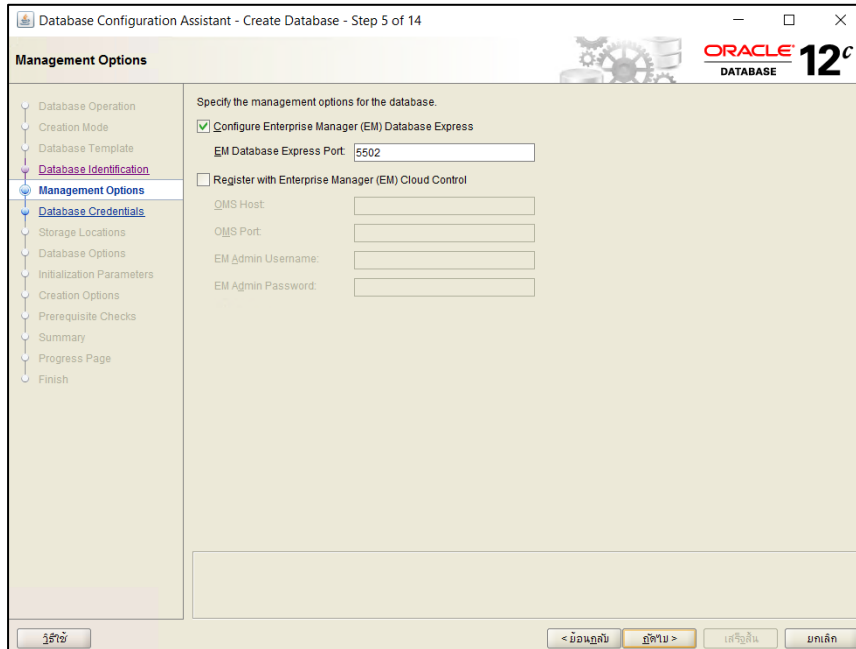 Database Configuration Assistant - Create Database - Step 5 of 14
Management Options
ORACLE
DATABASE
12c
Database Operation
Creation Mode
Database Template
Database Identification
Management Options
Database Credentials
Storage Locations
Database Options
Initialization Parameters
Creation Options
Prerequisite Checks
Summary
Progress Page
Finish
Specify the management options for the database.
Configure Enterprise Manager (EM) Database Express
EM Database Express Port: 5502
Register with Enterprise Manager (EM) Cloud Control
OMS Host:
OMS Port:
EM Admin Username:
EM Admin Password:
วิธีใช้
< ย้อนกลับ
ถัดไป >
เสร็จสิ้น
ยกเลิก